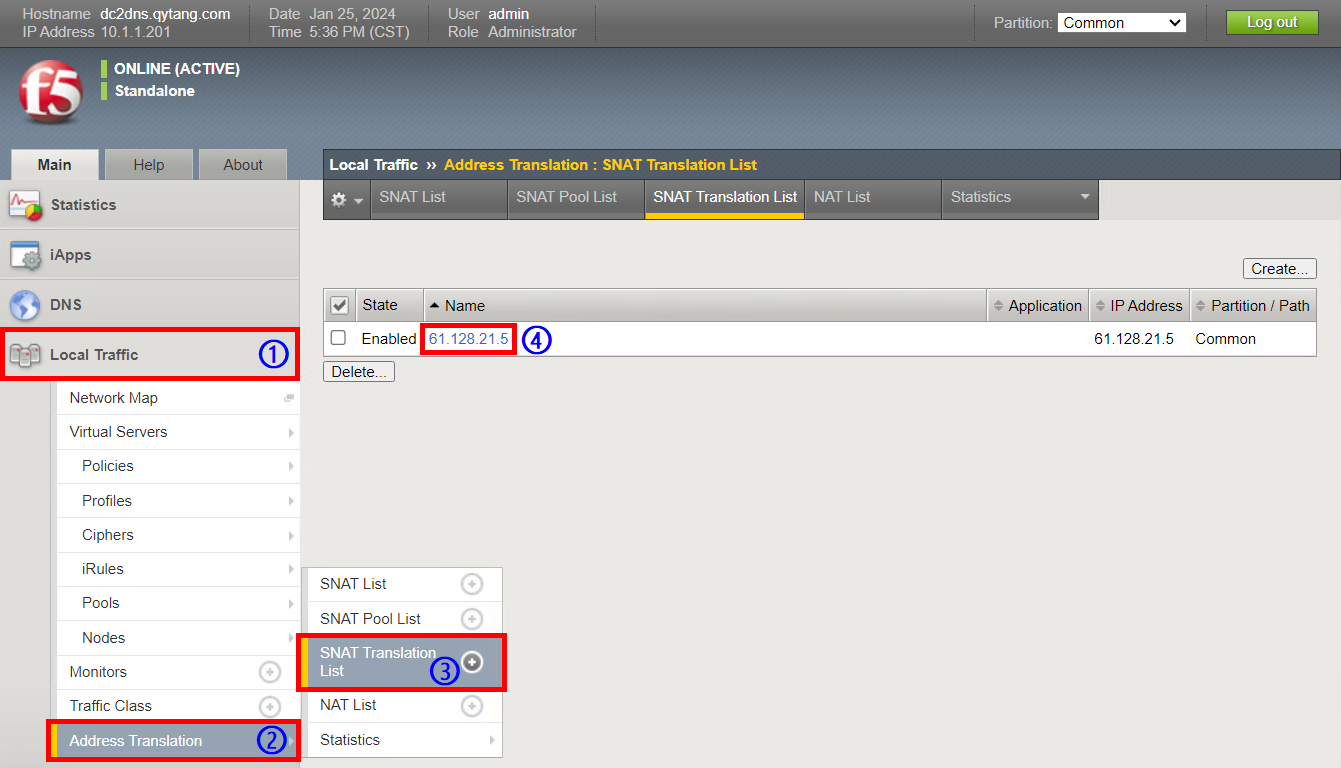 Hostname dc2dns.qytang.com Date Jan 25, 2024 User admin
IP Address 10.1.1.201 Time 5:36 PM (CST) Role Administrator
Partition: Common Log out
f5
ONLINE (ACTIVE)
Standalone
Main Help About
Local Traffic ›› Address Translation : SNAT Translation List
SNAT List SNAT Pool List SNAT Translation List NAT List Statistics
Statistics
iApps
DNS
Local Traffic ①
Network Map
Virtual Servers
Policies
Profiles
Ciphers
iRules
Pools
Nodes
Monitors
Traffic Class
Address Translation ②
Create...
State Name Application IP Address Partition / Path
Enabled 61.128.21.5 ④ 61.128.21.5 Common
Delete...
SNAT List
SNAT Pool List
SNAT Translation
List ③
NAT List
Statistics